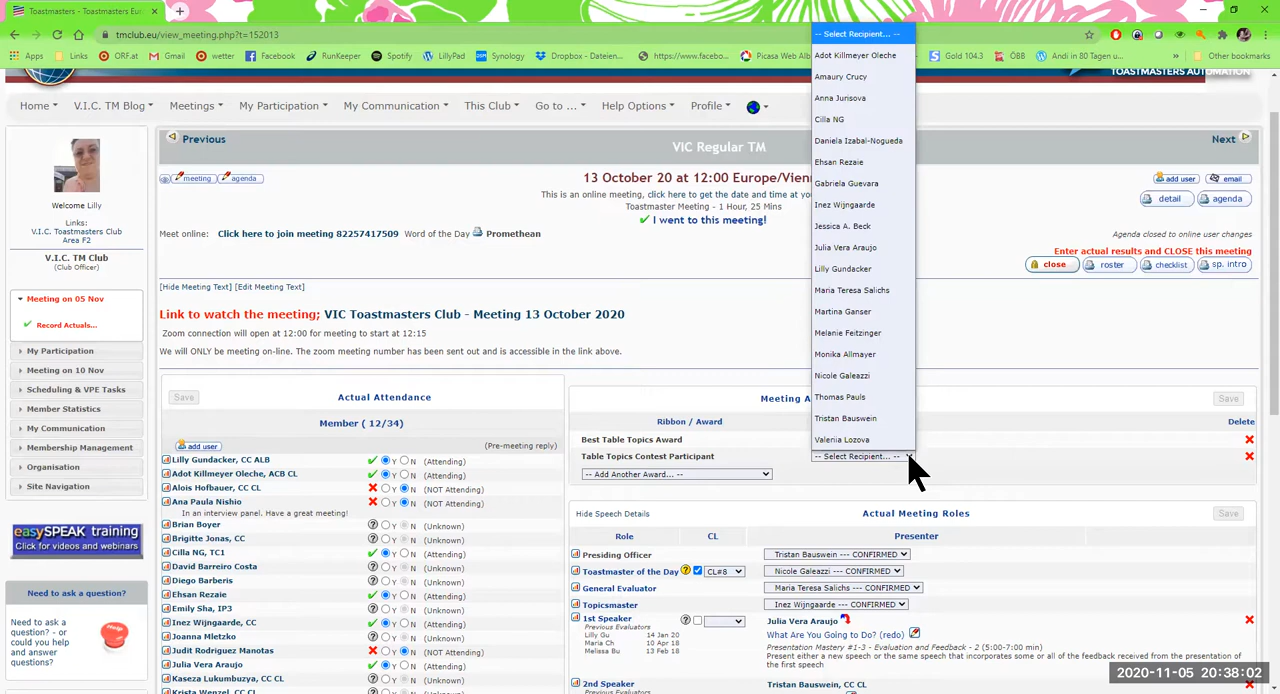 Toastmasters - Toastmasters Euro
tmclub.eu/view_meeting.php?t=152013
Apps Links ORF.at Gmail wetter Facebook RunKeeper Spotify LillyPad Synology Dropbox - Dateien... https://www.facebo... Picasa Web Alb Gold 104.3 ÖBB Andi in 80 Tagen u... » Other bookmarks
TOASTMASTERS AUTOMATION
Home V.I.C. TM Blog Meetings My Participation My Communication This Club Go to ... Help Options Profile
Welcome Lilly
Links:
V.I.C. Toastmasters Club
Area F2
V.I.C. TM Club
(Club Officer)
Meeting on 05 Nov
Record Actuals...
My Participation
Meeting on 10 Nov
Scheduling & VPE Tasks
Member Statistics
My Communication
Membership Management
Organisation
Site Navigation
easySPEAK training
Click for videos and webinars
Need to ask a question?
Need to ask a
question? - or
could you help
and answer
questions?
Help
Previous
VIC Regular TM
Next
meeting agenda
13 October 20 at 12:00 Europe/Vienn
add user email
This is an online meeting, click here to get the date and time at you
detail agenda
Toastmaster Meeting - 1 Hour, 25 Mins
I went to this meeting!
Meet online: Click here to join meeting 82257417509 Word of the Day Promethean
Agenda closed to online user changes
Enter actual results and CLOSE this meeting
close roster checklist sp. intro
[Hide Meeting Text] [Edit Meeting Text]
Link to watch the meeting; VIC Toastmasters Club - Meeting 13 October 2020
Zoom connection will open at 12:00 for meeting to start at 12:15
We will ONLY be meeting on-line. The zoom meeting number has been sent out and is accessible in the link above.
Save Actual Attendance
Member ( 12/34)
add user (Pre-meeting reply)
Lilly Gundacker, CC ALB Y N (Attending)
Adot Killmeyer Oleche, ACB CL Y N (Attending)
Alois Hofbauer, CC CL Y N (NOT Attending)
Ana Paula Nishio Y N (NOT Attending)
In an interview panel. Have a great meeting!
Brian Boyer Y N (Unknown)
Brigitte Jonas, CC Y N (Unknown)
Cilla NG, TC1 Y N (Attending)
David Barreiro Costa Y N (Unknown)
Diego Barberis Y N (Unknown)
Ehsan Rezaie Y N (Attending)
Emily Sha, IP3 Y N (Unknown)
Inez Wijngaarde, CC Y N (Attending)
Joanna Mletzko Y N (Unknown)
Judit Rodriguez Manotas Y N (NOT Attending)
Julia Vera Araujo Y N (Attending)
Kaseza Lukumbuzya, CC CL Y N (Unknown)
Krista Wenzel, CC Y N (Unknown)
-- Select Recipient... --
Adot Killmeyer Oleche
Amaury Crucy
Anna Jurisova
Cilla NG
Daniela Izabal-Nogueda
Ehsan Rezaie
Gabriela Guevara
Inez Wijngaarde
Jessica A. Beck
Julia Vera Araujo
Lilly Gundacker
Maria Teresa Salichs
Martina Ganser
Melanie Feitzinger
Monika Allmayer
Nicole Galeazzi
Thomas Pauls
Tristan Bauswein
Valeriia Lozova
Meeting A Save
Ribbon / Award Delete
Best Table Topics Award
Table Topics Contest Participant -- Select Recipient... --
-- Add Another Award... --
Hide Speech Details Actual Meeting Roles Save
Role CL Presenter
Presiding Officer Tristan Bauswein --- CONFIRMED
Toastmaster of the Day CL#8 Nicole Galeazzi --- CONFIRMED
General Evaluator Maria Teresa Salichs --- CONFIRMED
Topicsmaster Inez Wijngaarde --- CONFIRMED
1st Speaker Julia Vera Araujo
Previous Evaluators
Lilly Gu 14 Jan 20
Maria Ch 10 Apr 18
Melissa Bu 13 Feb 18
What Are You Going to Do? (redo)
Presentation Mastery #1-3 - Evaluation and Feedback - 2 (5:00-7:00 min)
Present either a new speech or the same speech that incorporates some or all of the feedback received from the presentation of
the first speech
2nd Speaker Tristan Bauswein, CC CL
2020-11-05 20:38:02